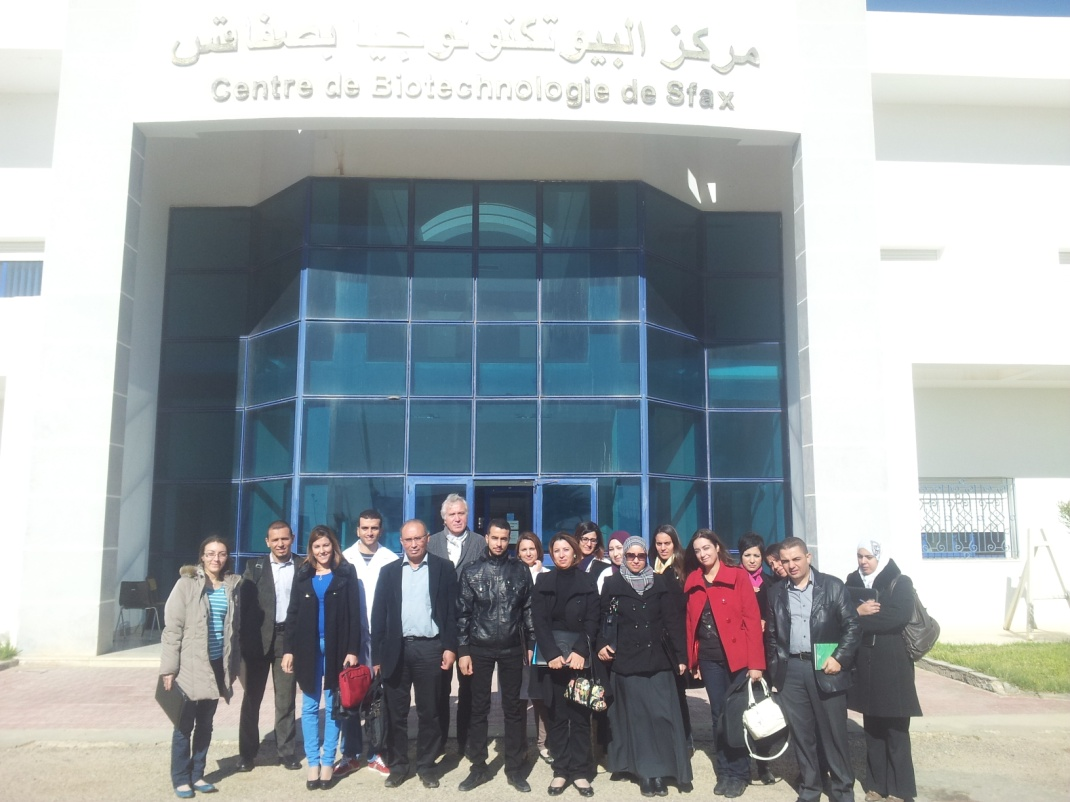 مركز البيوتكنولوجيا بصفاقس
Centre de Biotechnologie de Sfax